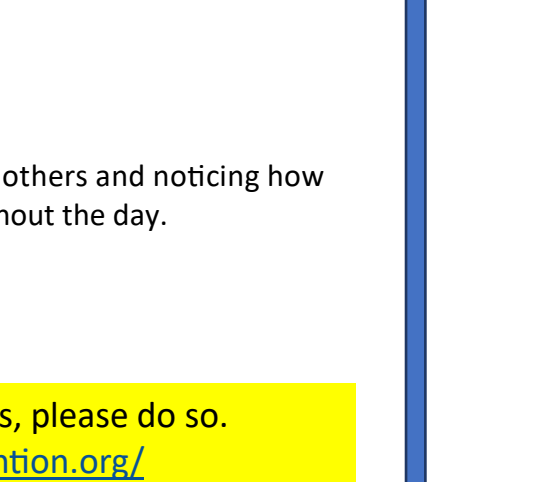 others and noticing how
hout the day.
s, please do so.
ntion.org/